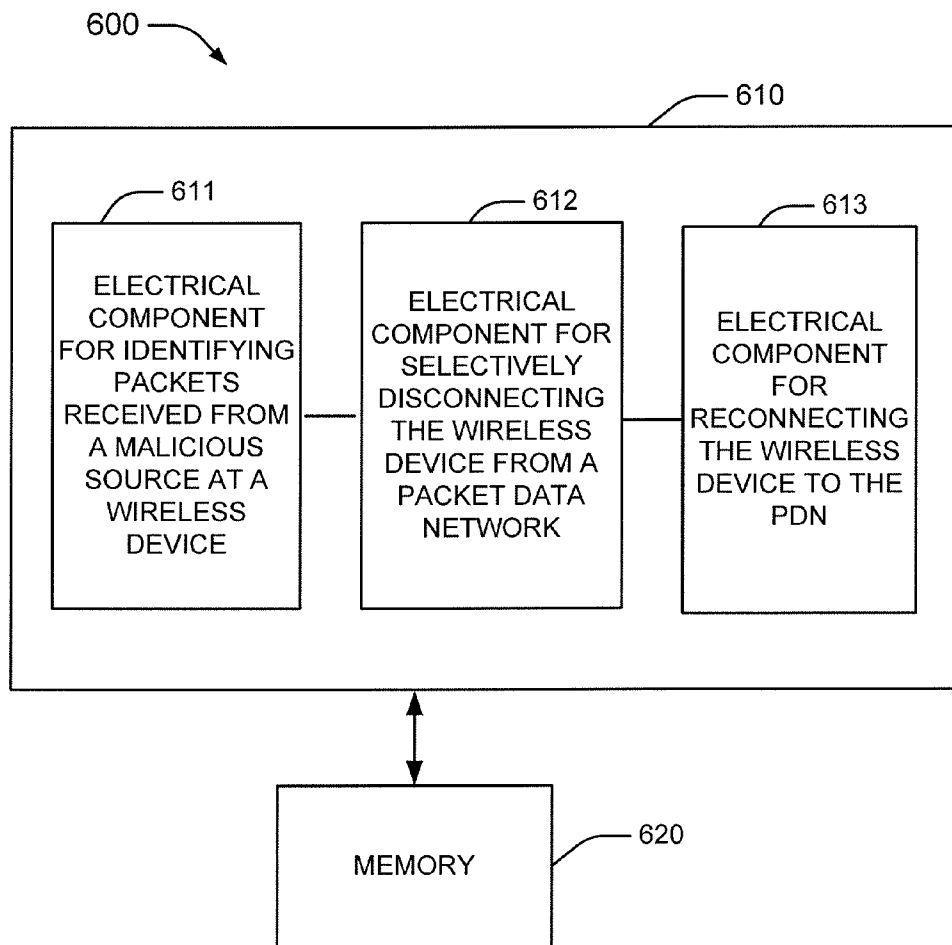 600
610
611
ELECTRICAL
COMPONENT
FOR IDENTIFYING
PACKETS
RECEIVED FROM
A MALICIOUS
SOURCE AT A
WIRELESS
DEVICE
612
ELECTRICAL
COMPONENT FOR
SELECTIVELY
DISCONNECTING
THE WIRELESS
DEVICE FROM A
PACKET DATA
NETWORK
613
ELECTRICAL
COMPONENT
FOR
RECONNECTING
THE WIRELESS
DEVICE TO THE
PDN
MEMORY
620